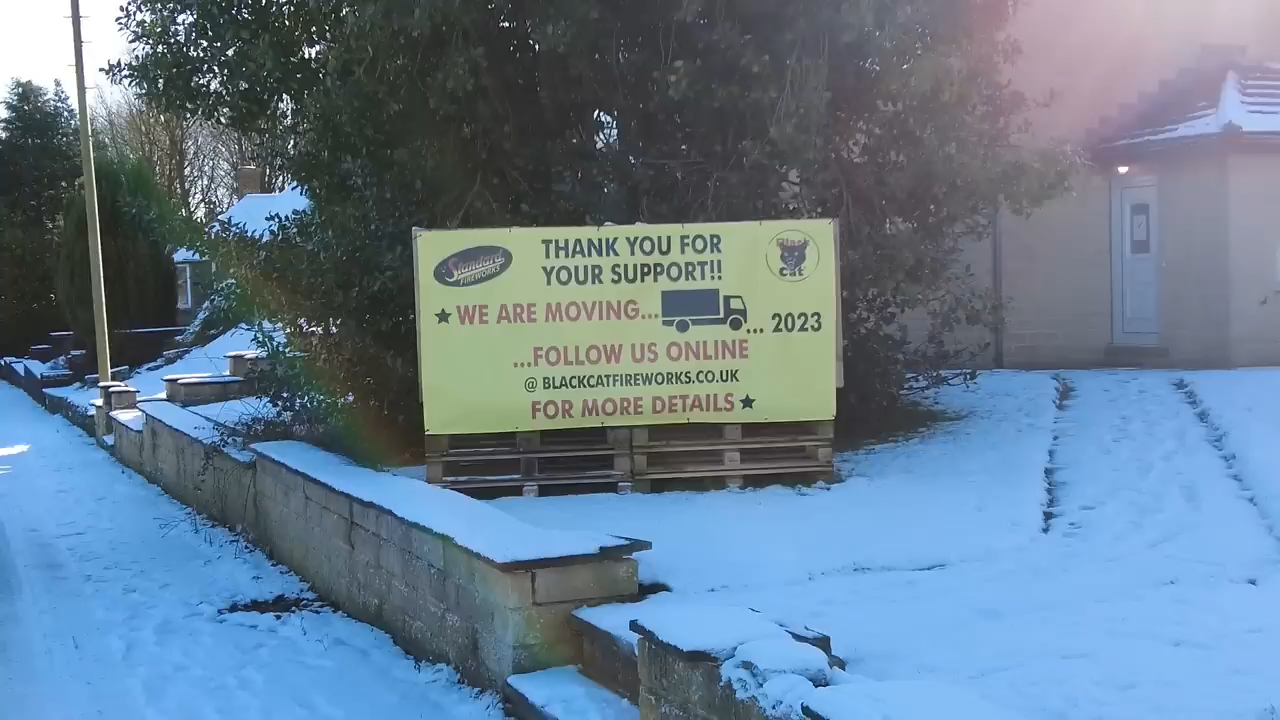 Standard
FIREWORKS
THANK YOU FOR
YOUR SUPPORT!!
Black
Cat
★WE ARE MOVING...
... 2023
...FOLLOW US ONLINE
@ BLACKCATFIREWORKS.CO.UK
FOR MORE DETAILS★